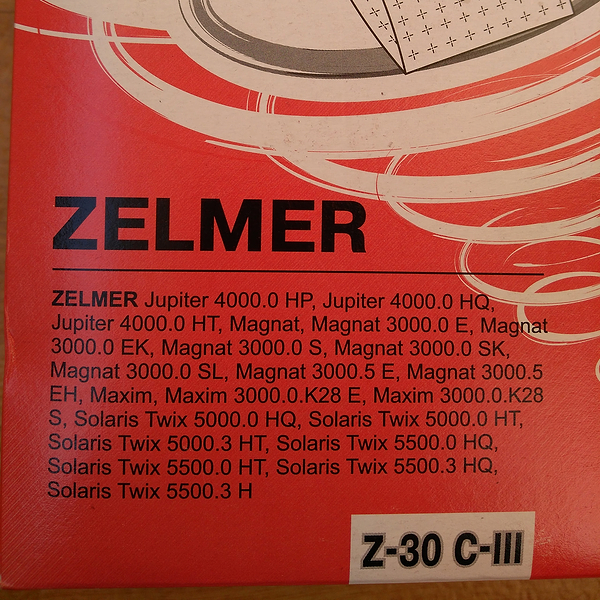 ZELMER
ZELMER Jupiter 4000.0 HP, Jupiter 4000.0 HQ,
Jupiter 4000.0 HT, Magnat, Magnat 3000.0 E, Magnat
3000.0 EK, Magnat 3000.0 S, Magnat 3000.0 SK,
Magnat 3000.0 SL, Magnat 3000.5 E, Magnat 3000.5
EH, Maxim, Maxim 3000.0.K28 E, Maxim 3000.0.K28
S, Solaris Twix 5000.0 HQ, Solaris Twix 5000.0 HT,
Solaris Twix 5000.3 HT, Solaris Twix 5500.0 HQ,
Solaris Twix 5500.0 HT, Solaris Twix 5500.3 HQ,
Solaris Twix 5500.3 H
Z-30 C-III